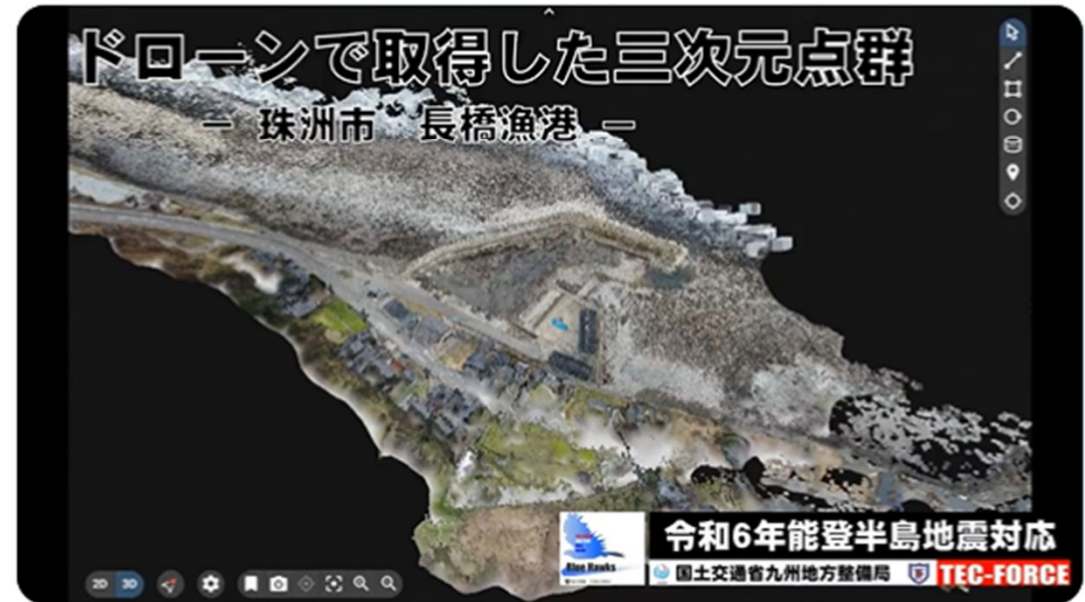 ドローンで取得した三次元点群
― 珠洲市　長橋漁港 ―
令和6年能登半島地震対応
Blue Hawks
国土交通省九州地方整備局
TEC-FORCE
2D 3D